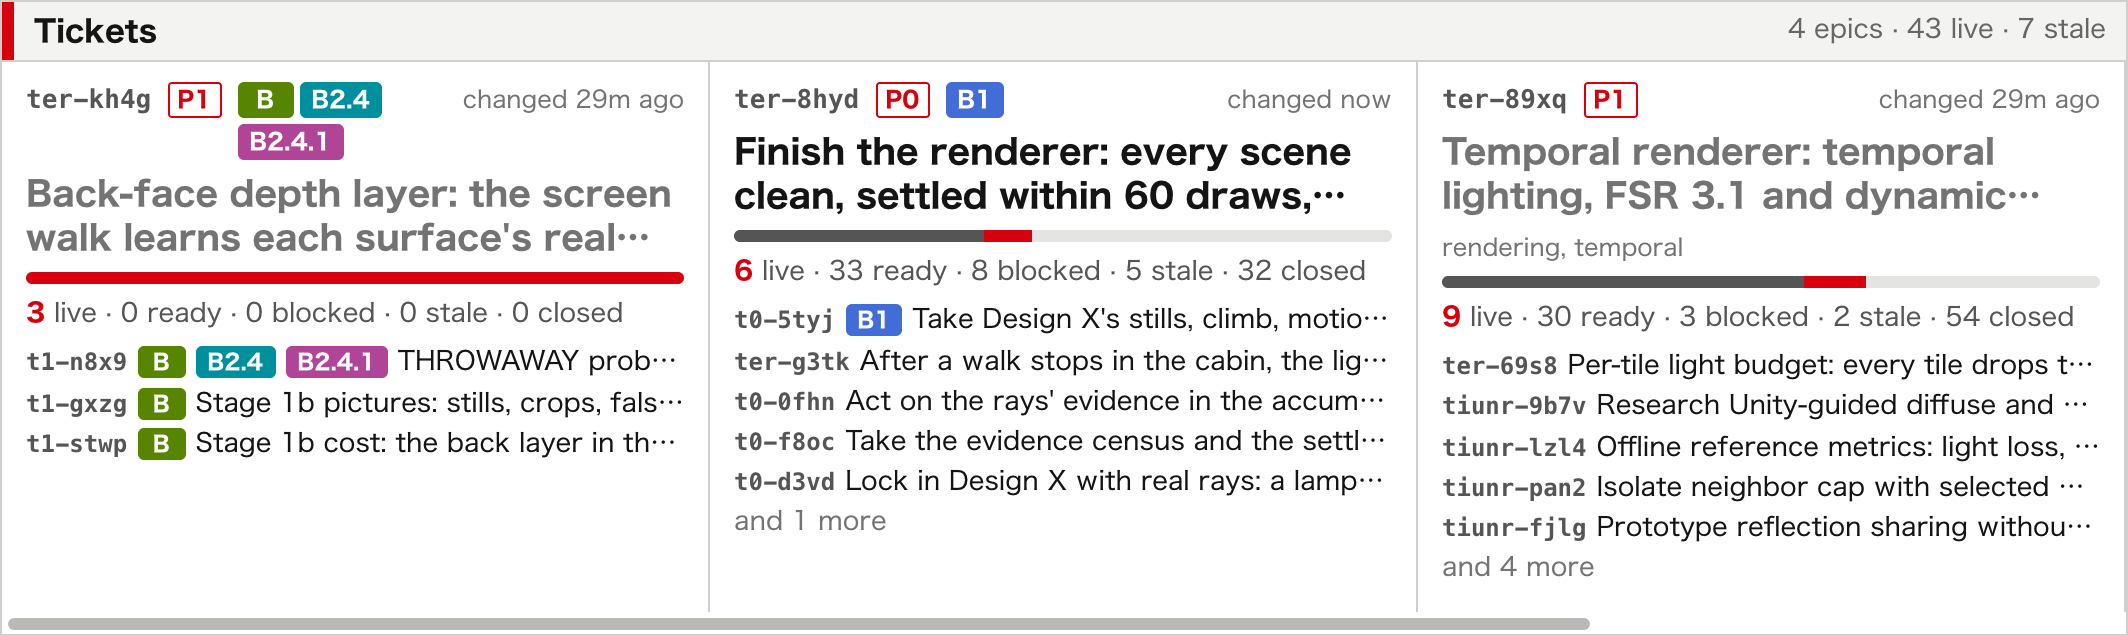 Tickets
4 epics · 43 live · 7 stale
ter-kh4g P1 B B2.4 changed 29m ago
B2.4.1
Back-face depth layer: the screen
walk learns each surface's real…
3 live · 0 ready · 0 blocked · 0 stale · 0 closed
t1-n8x9 B B2.4 B2.4.1 THROWAWAY prob…
t1-gxzg B Stage 1b pictures: stills, crops, fals…
t1-stwp B Stage 1b cost: the back layer in th…
ter-8hyd P0 B1 changed now
Finish the renderer: every scene
clean, settled within 60 draws,…
6 live · 33 ready · 8 blocked · 5 stale · 32 closed
t0-5tyj B1 Take Design X's stills, climb, motio…
ter-g3tk After a walk stops in the cabin, the lig…
t0-0fhn Act on the rays' evidence in the accum…
t0-f8oc Take the evidence census and the settl…
t0-d3vd Lock in Design X with real rays: a lamp…
and 1 more
ter-89xq P1 changed 29m ago
Temporal renderer: temporal
lighting, FSR 3.1 and dynamic…
rendering, temporal
9 live · 30 ready · 3 blocked · 2 stale · 54 closed
ter-69s8 Per-tile light budget: every tile drops t…
tiunr-9b7v Research Unity-guided diffuse and …
tiunr-lzl4 Offline reference metrics: light loss, …
tiunr-pan2 Isolate neighbor cap with selected …
tiunr-fjlg Prototype reflection sharing withou…
and 4 more